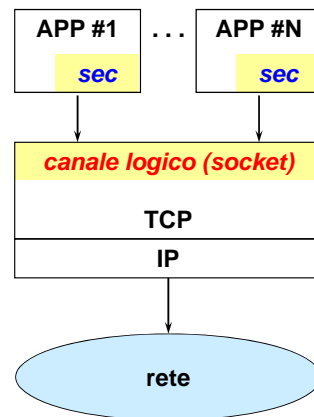 APP #1 . . . APP #N
sec sec
canale logico (socket)
TCP
IP
rete